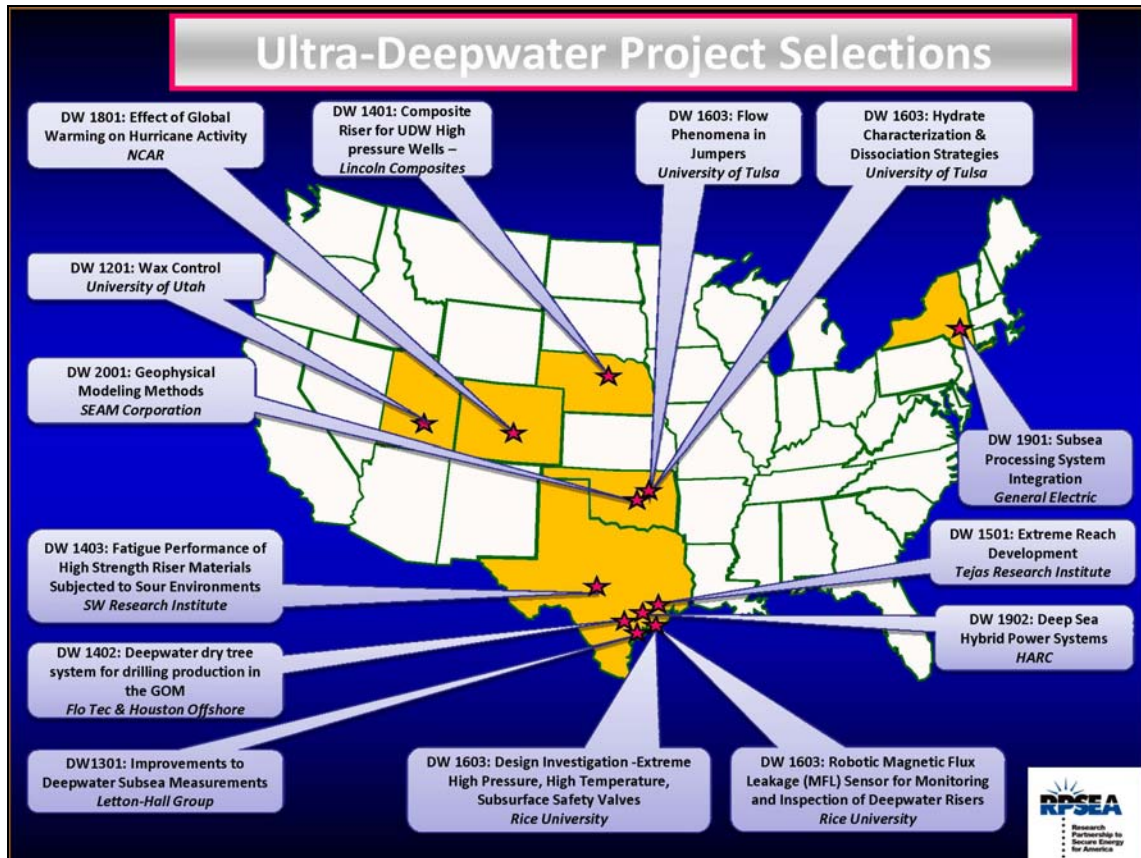 Ultra-Deepwater Project Selections
DW 1801: Effect of Global
Warming on Hurricane Activity
NCAR
DW 1401: Composite
Riser for UDW High
pressure Wells –
Lincoln Composites
DW 1603: Flow
Phenomena in
Jumpers
University of Tulsa
DW 1603: Hydrate
Characterization &
Dissociation Strategies
University of Tulsa
DW 1201: Wax Control
University of Utah
DW 2001: Geophysical
Modeling Methods
SEAM Corporation
DW 1901: Subsea
Processing System
Integration
General Electric
DW 1403: Fatigue Performance of
High Strength Riser Materials
Subjected to Sour Environments
SW Research Institute
DW 1501: Extreme Reach
Development
Tejas Research Institute
DW 1402: Deepwater dry tree
system for drilling production in
the GOM
Flo Tec & Houston Offshore
DW 1902: Deep Sea
Hybrid Power Systems
HARC
DW1301: Improvements to
Deepwater Subsea Measurements
Letton-Hall Group
DW 1603: Design Investigation -Extreme
High Pressure, High Temperature,
Subsurface Safety Valves
Rice University
DW 1603: Robotic Magnetic Flux
Leakage (MFL) Sensor for Monitoring
and Inspection of Deepwater Risers
Rice University
RPSEA
Research
Partnership to
Secure Energy
for America